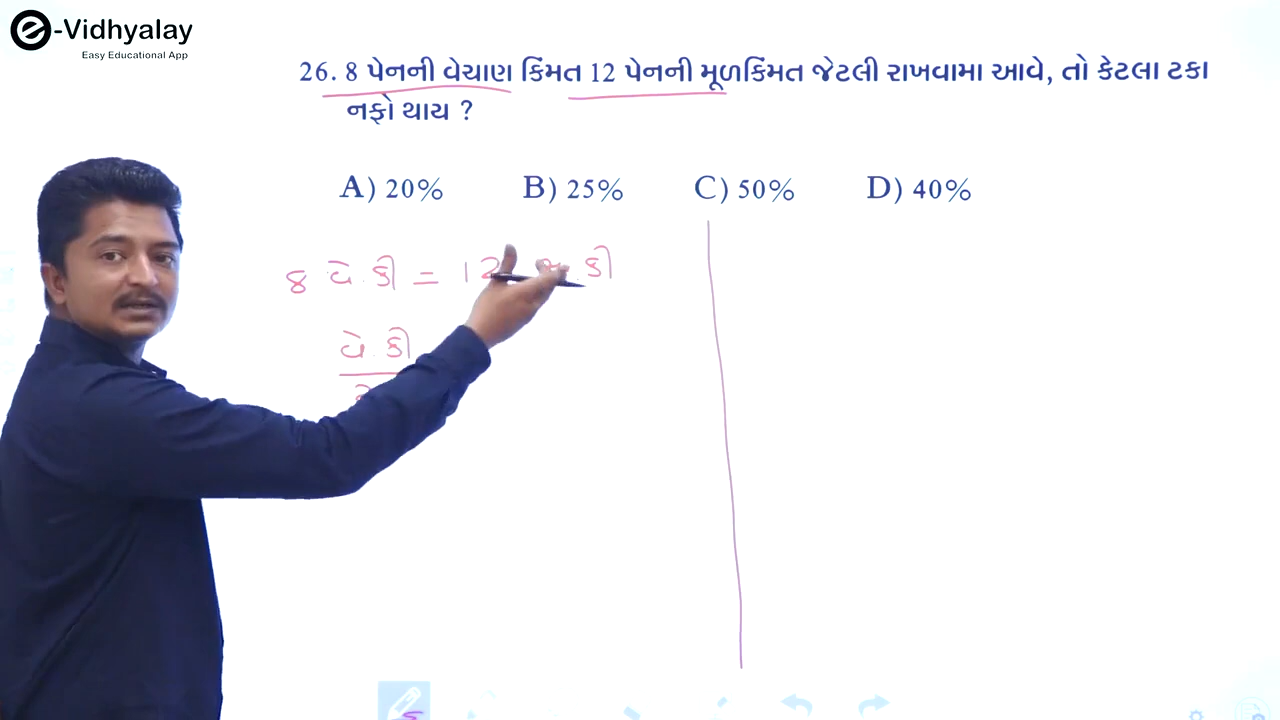 e-Vidhyalay
Easy Educational App
26. 8 પેનની વેચાણ કિંમત 12 પેનની મૂળકિંમત જેટલી રાખવામા આવે, તો કેટલા ટકા
નફો થાય ?
A) 20% B) 25% C) 50% D) 40%
8 વે. કી = 12 કી
વે. કી